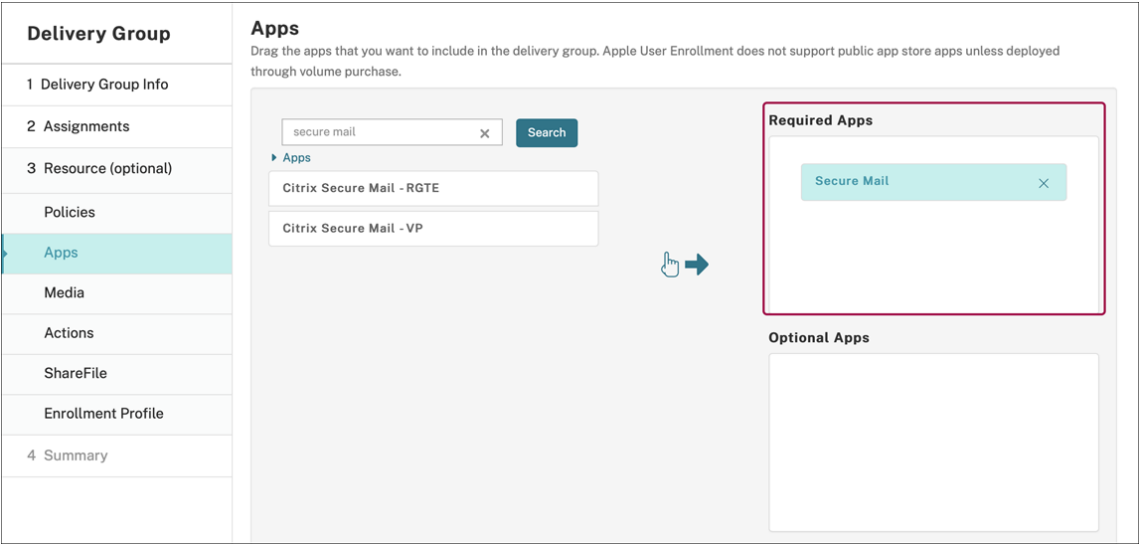 Delivery Group
1 Delivery Group Info
2 Assignments
3 Resource (optional)
Policies
Apps
Media
Actions
ShareFile
Enrollment Profile
4 Summary
Apps
Drag the apps that you want to include in the delivery group. Apple User Enrollment does not support public app store apps unless deployed
through volume purchase.
secure mail
Search
Apps
Citrix Secure Mail - RGTE
Citrix Secure Mail - VP
Required Apps
Secure Mail
Optional Apps